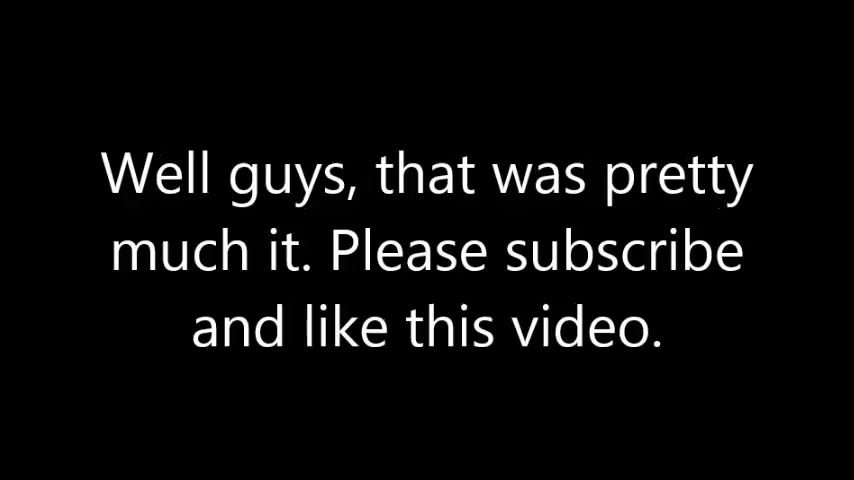 Well guys, that was pretty
much it. Please subscribe
and like this video.